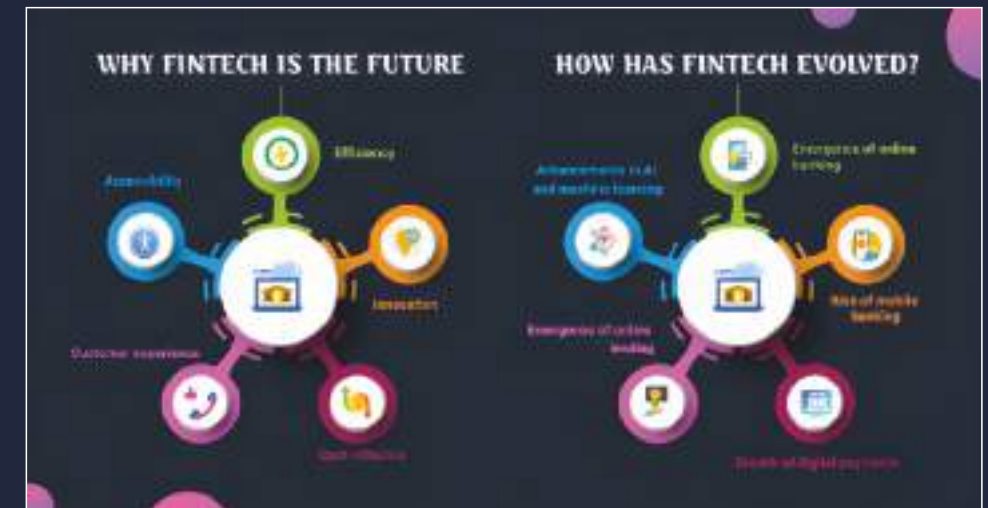 WHY FINTECH IS THE FUTURE
Efficiency
Accessibility
Innovation
Customer experience
Cost-effective
HOW HAS FINTECH EVOLVED?
Emergence of online
banking
Advancements in AI
and machine learning
Rise of mobile
banking
Emergence of online
lending
Growth of digital payments